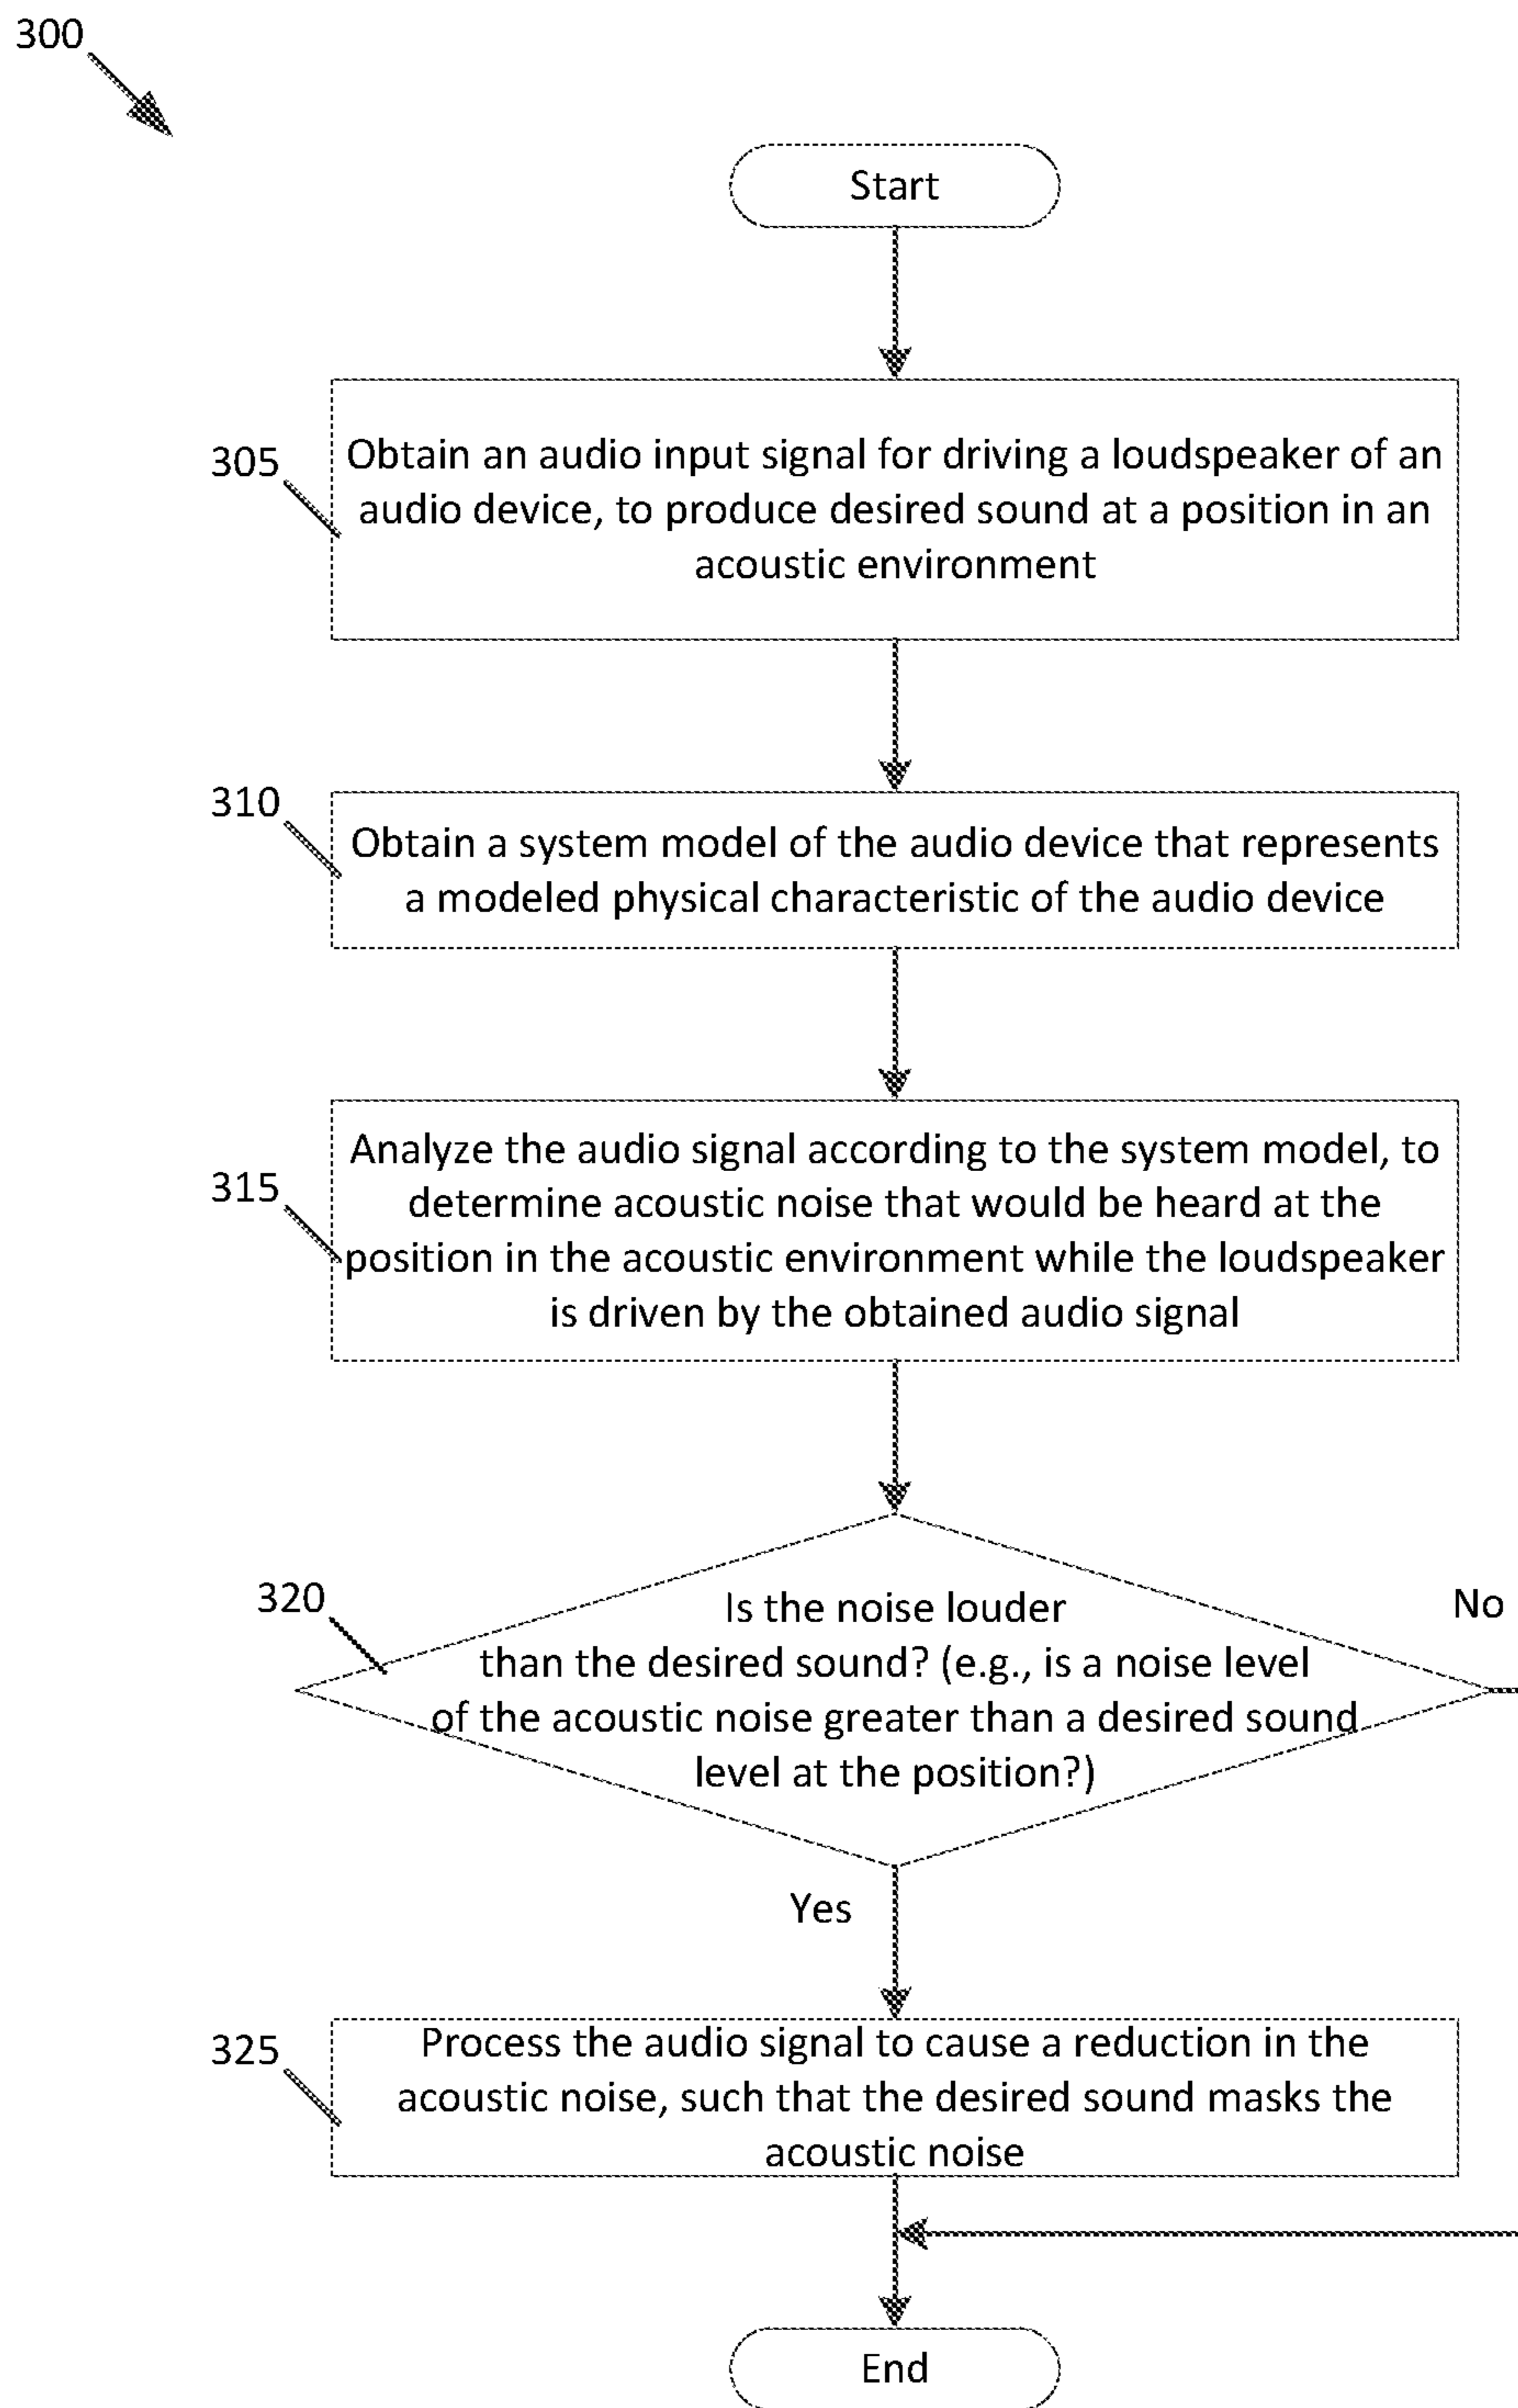 300
Start
305
Obtain an audio input signal for driving a loudspeaker of an
audio device, to produce desired sound at a position in an
acoustic environment
310
Obtain a system model of the audio device that represents
a modeled physical characteristic of the audio device
315
Analyze the audio signal according to the system model, to
determine acoustic noise that would be heard at the
position in the acoustic environment while the loudspeaker
is driven by the obtained audio signal
320
Is the noise louder
than the desired sound? (e.g., is a noise level
of the acoustic noise greater than a desired sound
level at the position?)
No
Yes
325
Process the audio signal to cause a reduction in the
acoustic noise, such that the desired sound masks the
acoustic noise
End